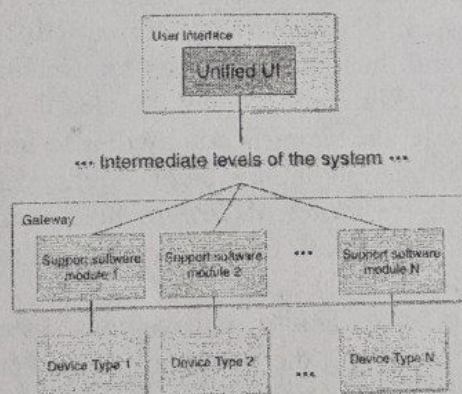 User Interface
Unified UI
••• Intermediate levels of the system •••
Gateway
Support software
module 1
Support software
module 2
•••
Support software
module N
Device Type 1
Device Type 2
•••
Device Type N